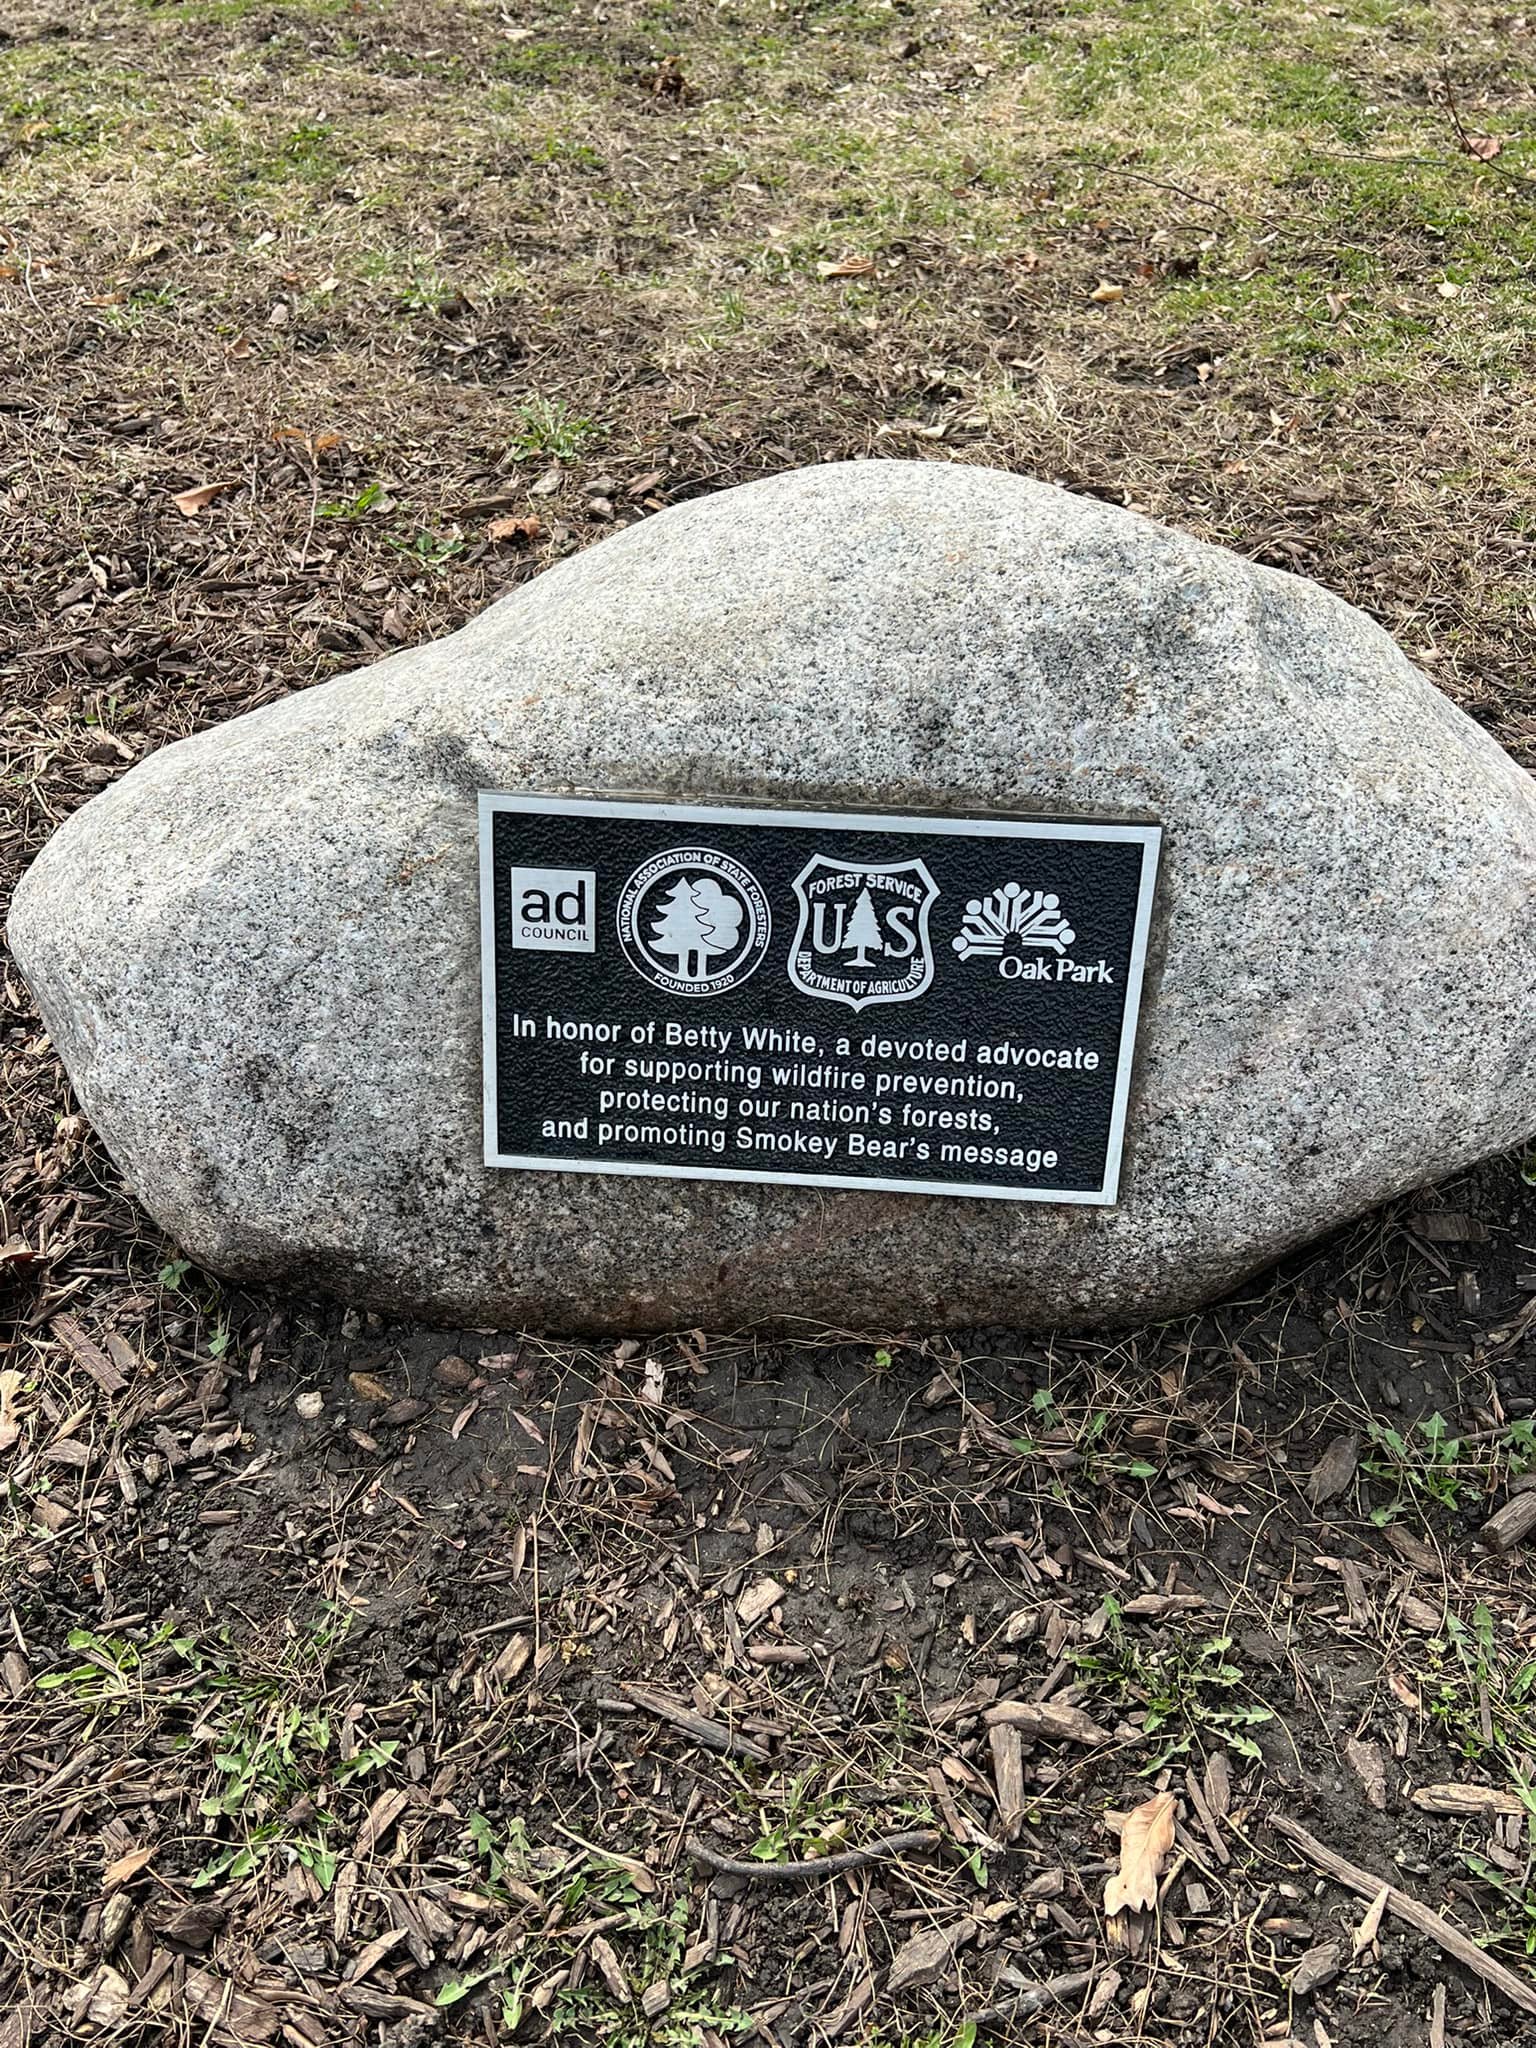 ad
COUNCIL
NATIONAL ASSOCIATION OF STATE FORESTERS
FOUNDED 1920
FOREST SERVICE
US
DEPARTMENT OF AGRICULTURE
Oak Park
In honor of Betty White, a devoted advocate
for supporting wildfire prevention,
protecting our nation's forests,
and promoting Smokey Bear's message